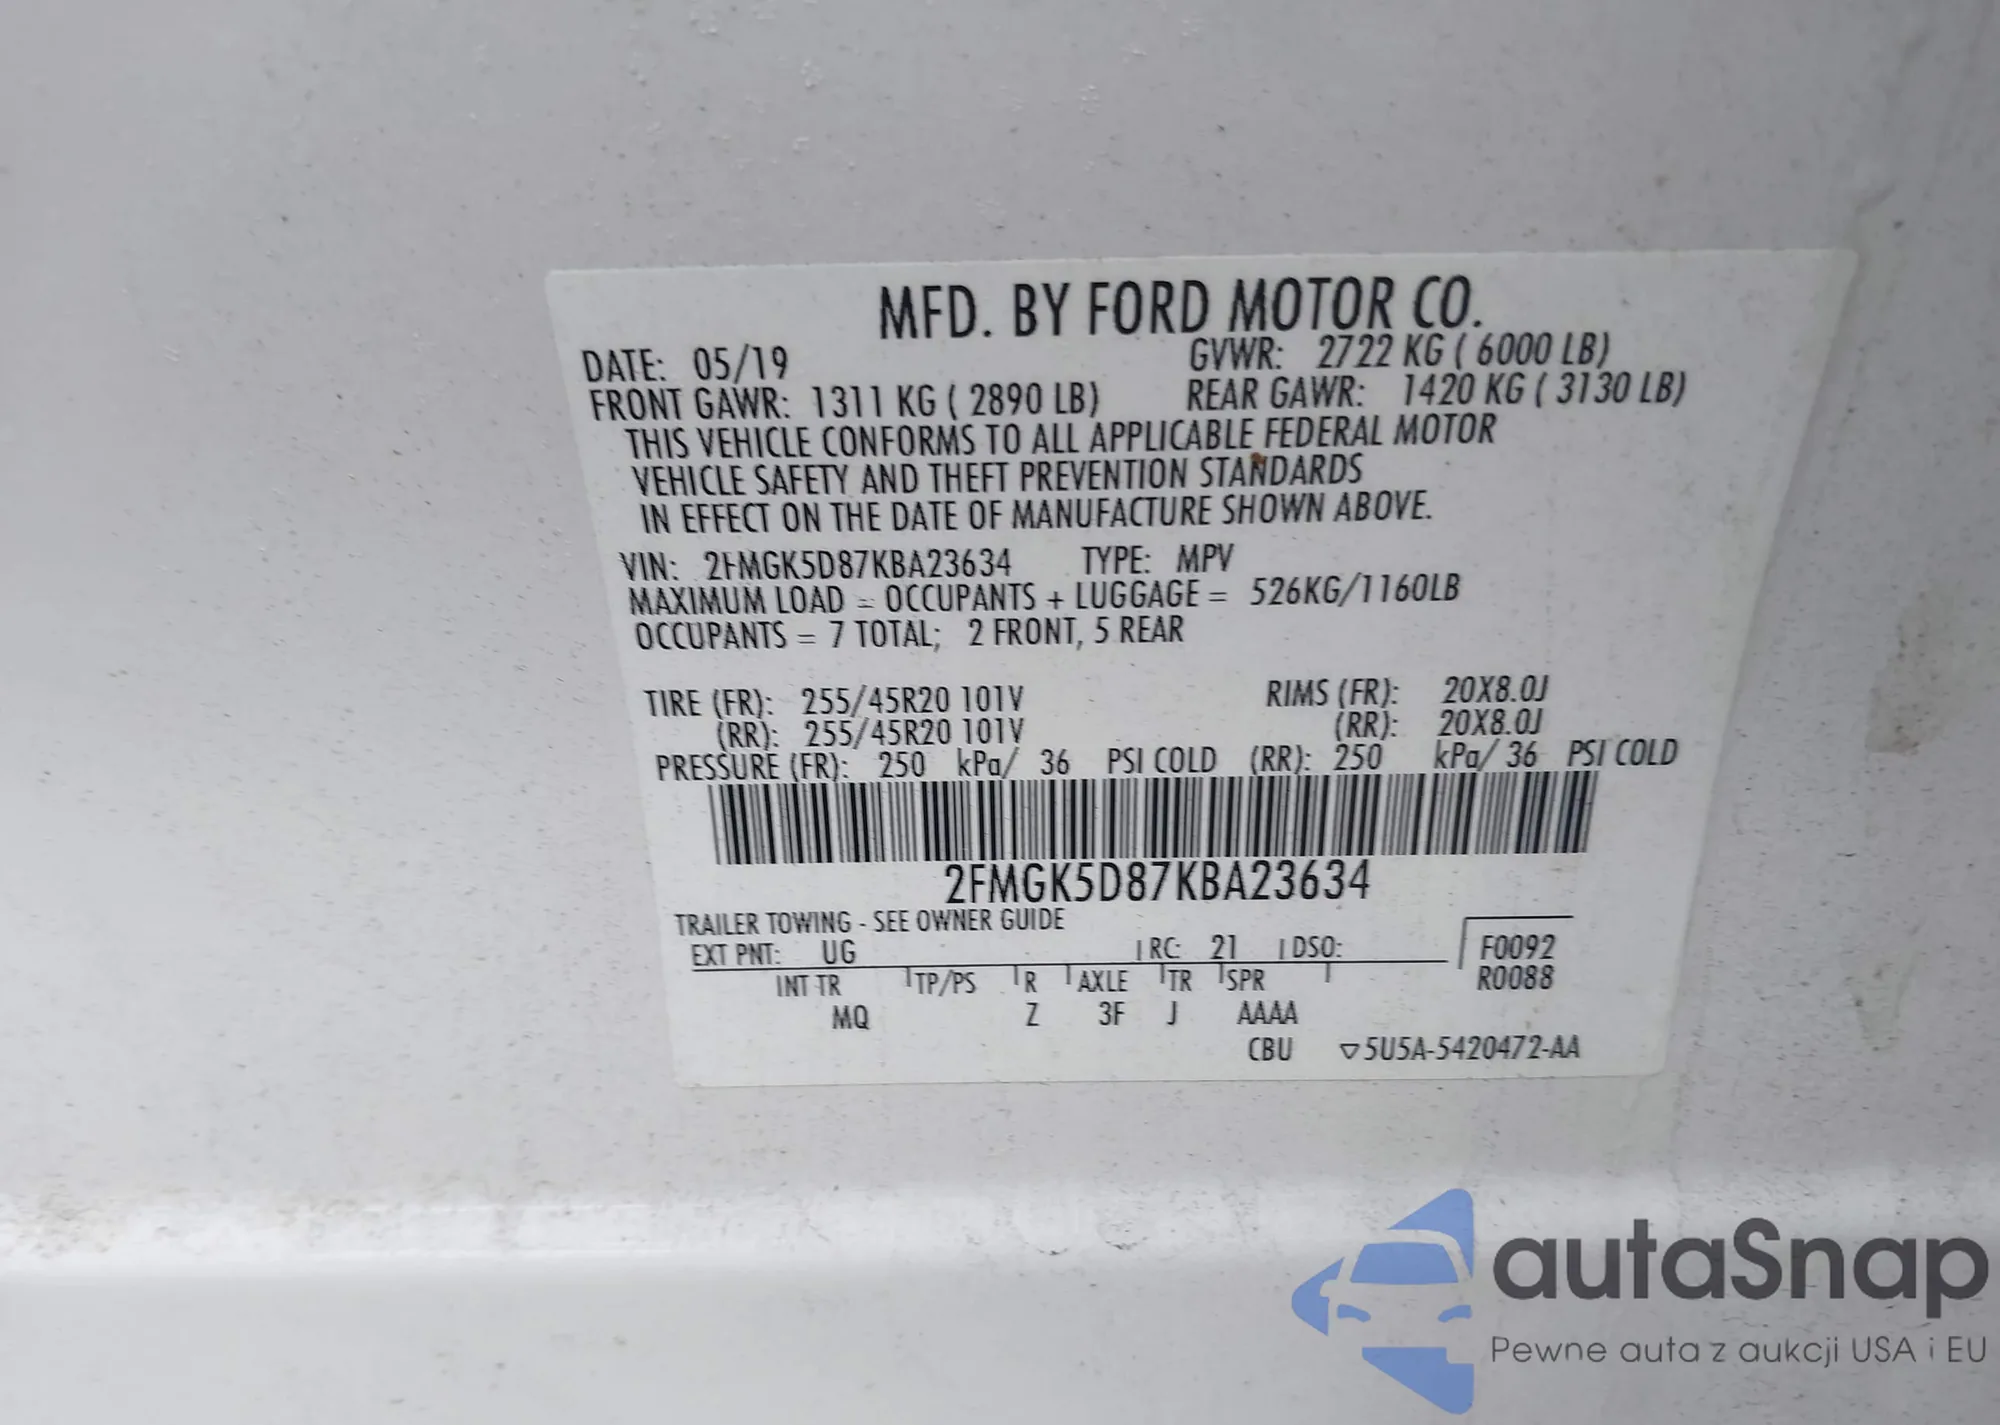 MFD. BY FORD MOTOR CO.
DATE: 05/19 GVWR: 2722 KG ( 6000 LB)
FRONT GAWR: 1311 KG ( 2890 LB) REAR GAWR: 1420 KG ( 3130 LB)
THIS VEHICLE CONFORMS TO ALL APPLICABLE FEDERAL MOTOR
VEHICLE SAFETY AND THEFT PREVENTION STANDARDS
IN EFFECT ON THE DATE OF MANUFACTURE SHOWN ABOVE.
VIN: 2FMGK5D87KBA23634 TYPE: MPV
MAXIMUM LOAD = OCCUPANTS + LUGGAGE = 526KG/1160LB
OCCUPANTS = 7 TOTAL; 2 FRONT, 5 REAR
TIRE (FR): 255/45R20 101V RIMS (FR): 20X8.0J
(RR): 255/45R20 101V (RR): 20X8.0J
PRESSURE (FR): 250 kPa/ 36 PSI COLD (RR): 250 kPa/ 36 PSI COLD
2FMGK5D87KBA23634
TRAILER TOWING - SEE OWNER GUIDE
EXT PNT: UG RC: 21 DSO: F0092
INT TR TP/PS R AXLE TR SPR R0088
MQ Z 3F J AAAA
CBU ▽5U5A-5420472-AA
autaSnap
Pewne auta z aukcji USA i EU